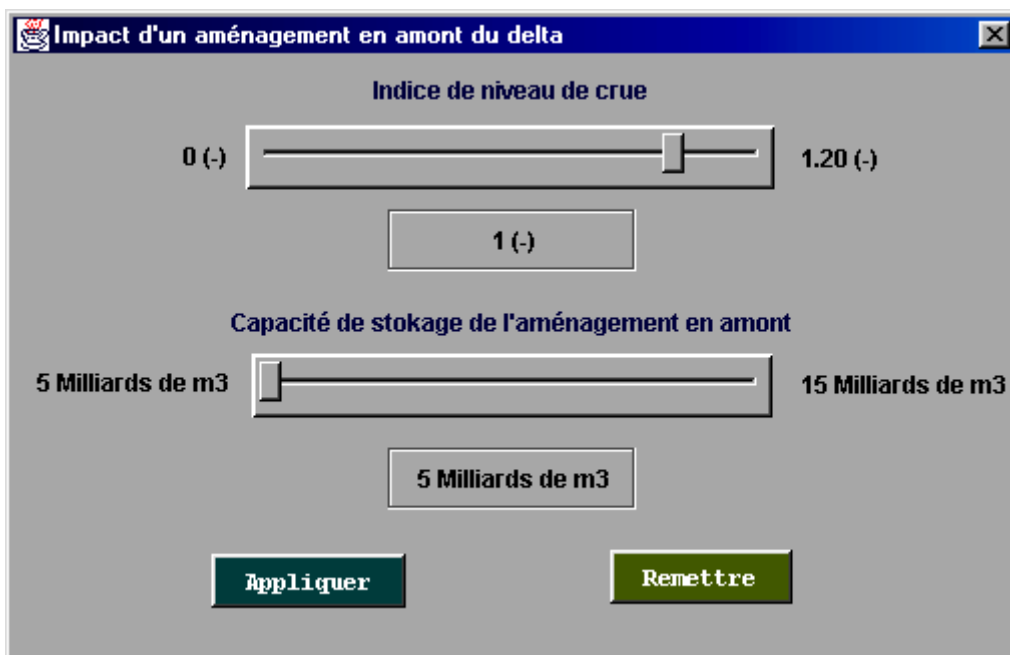 Impact d'un aménagement en amont du delta
Indice de niveau de crue
0 (-)
1.20 (-)
1 (-)
Capacité de stokage de l'aménagement en amont
5 Milliards de m3
15 Milliards de m3
5 Milliards de m3
Appliquer
Remettre